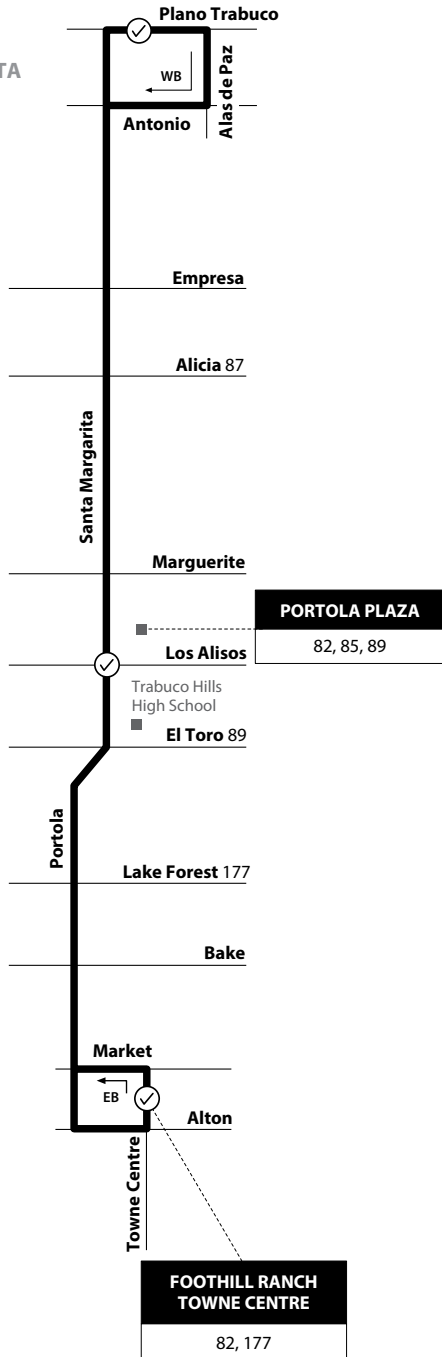 Plano Trabuco
TA
WB
Alas de Paz
Antonio
Empresa
Alicia 87
Santa Margarita
Marguerite
PORTOLA PLAZA
82, 85, 89
Los Alisos
Trabuco Hills
High School
El Toro 89
Portola
Lake Forest 177
Bake
Market
EB
Alton
Towne Centre
FOOTHILL RANCH
TOWNE CENTRE
82, 177